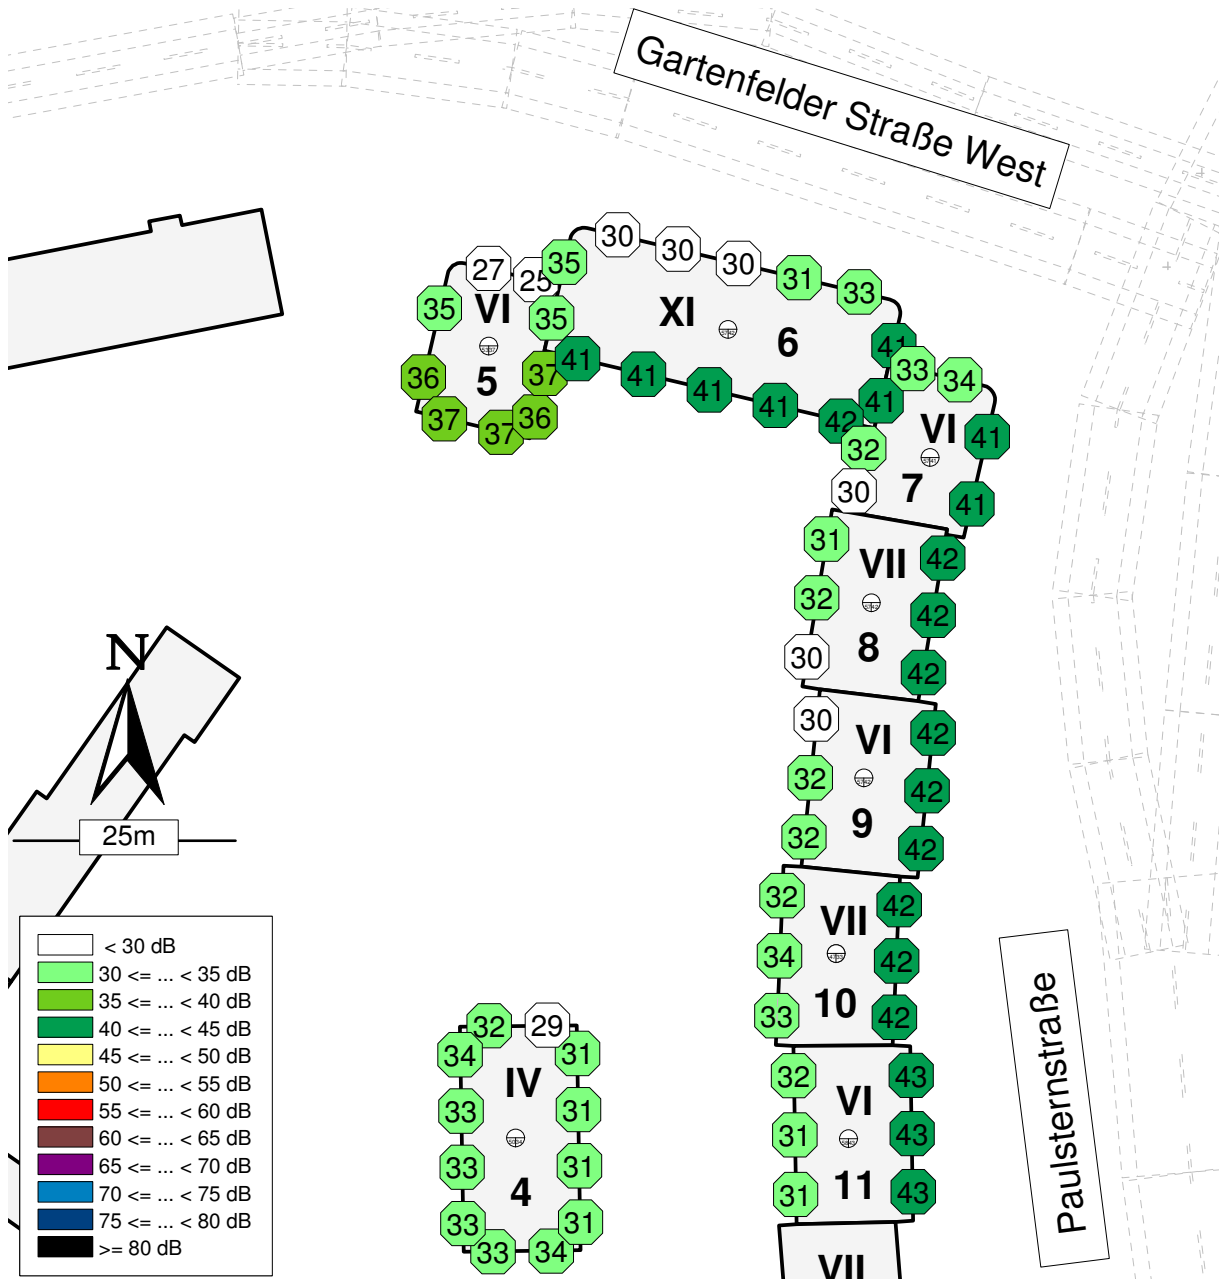 Gartenfelder Straße West
30
30
30
31
33
35
27
25
35
VI
35
XI
6
5
36
37
37
37
36
41
41
41
41
42
41
41
33
34
VI
41
32
7
30
41
31
VII
42
32
42
30
8
42
30
VI
42
32
42
32
9
42
32
VII
42
34
42
33
10
42
32
VI
43
31
43
31
11
43
VII
N
25m
< 30 dB
30 <= ... < 35 dB
35 <= ... < 40 dB
40 <= ... < 45 dB
45 <= ... < 50 dB
50 <= ... < 55 dB
55 <= ... < 60 dB
60 <= ... < 65 dB
65 <= ... < 70 dB
70 <= ... < 75 dB
75 <= ... < 80 dB
>= 80 dB
32
29
34
31
IV
33
31
33
31
4
33
31
33
34
Paulsternstraße